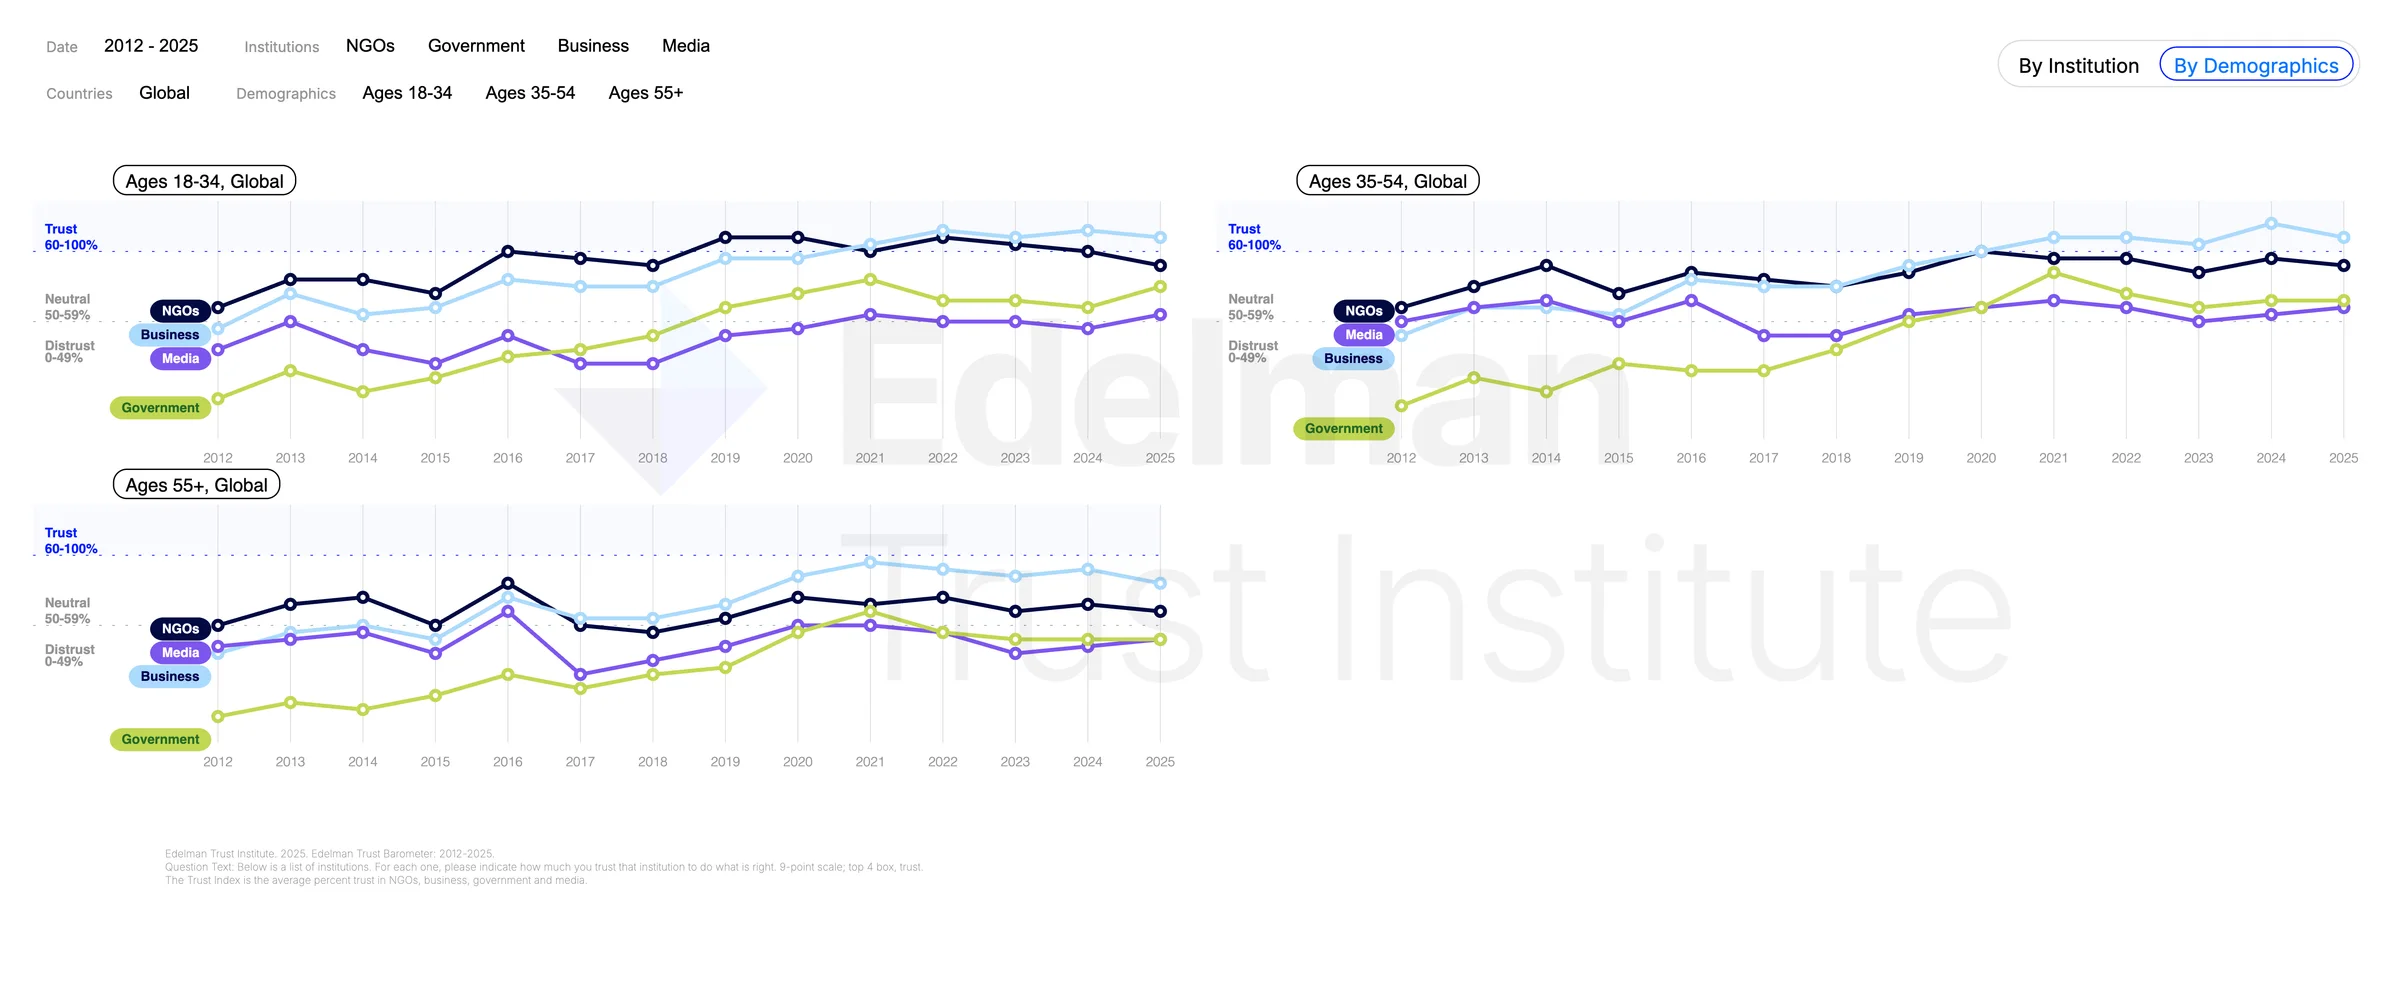 Date 2012 - 2025 Institutions NGOs Government Business Media
Countries Global Demographics Ages 18-34 Ages 35-54 Ages 55+
By Institution By Demographics
Ages 18-34, Global
Trust
60-100%
Neutral
50-59%
Distrust
0-49%
NGOs
Business
Media
Government
2012 2013 2014 2015 2016 2017 2018 2019 2020 2021 2022 2023 2024 2025
Ages 35-54, Global
Trust
60-100%
Neutral
50-59%
Distrust
0-49%
NGOs
Media
Business
Government
2012 2013 2014 2015 2016 2017 2018 2019 2020 2021 2022 2023 2024 2025
Ages 55+, Global
Trust
60-100%
Neutral
50-59%
Distrust
0-49%
NGOs
Media
Business
Government
2012 2013 2014 2015 2016 2017 2018 2019 2020 2021 2022 2023 2024 2025
Edelman
Trust Institute
Edelman Trust Institute. 2025. Edelman Trust Barometer: 2012-2025.
Question Text: Below is a list of institutions. For each one, please indicate how much you trust that institution to do what is right. 9-point scale; top 4 box, trust.
The Trust Index is the average percent trust in NGOs, business, government and media.